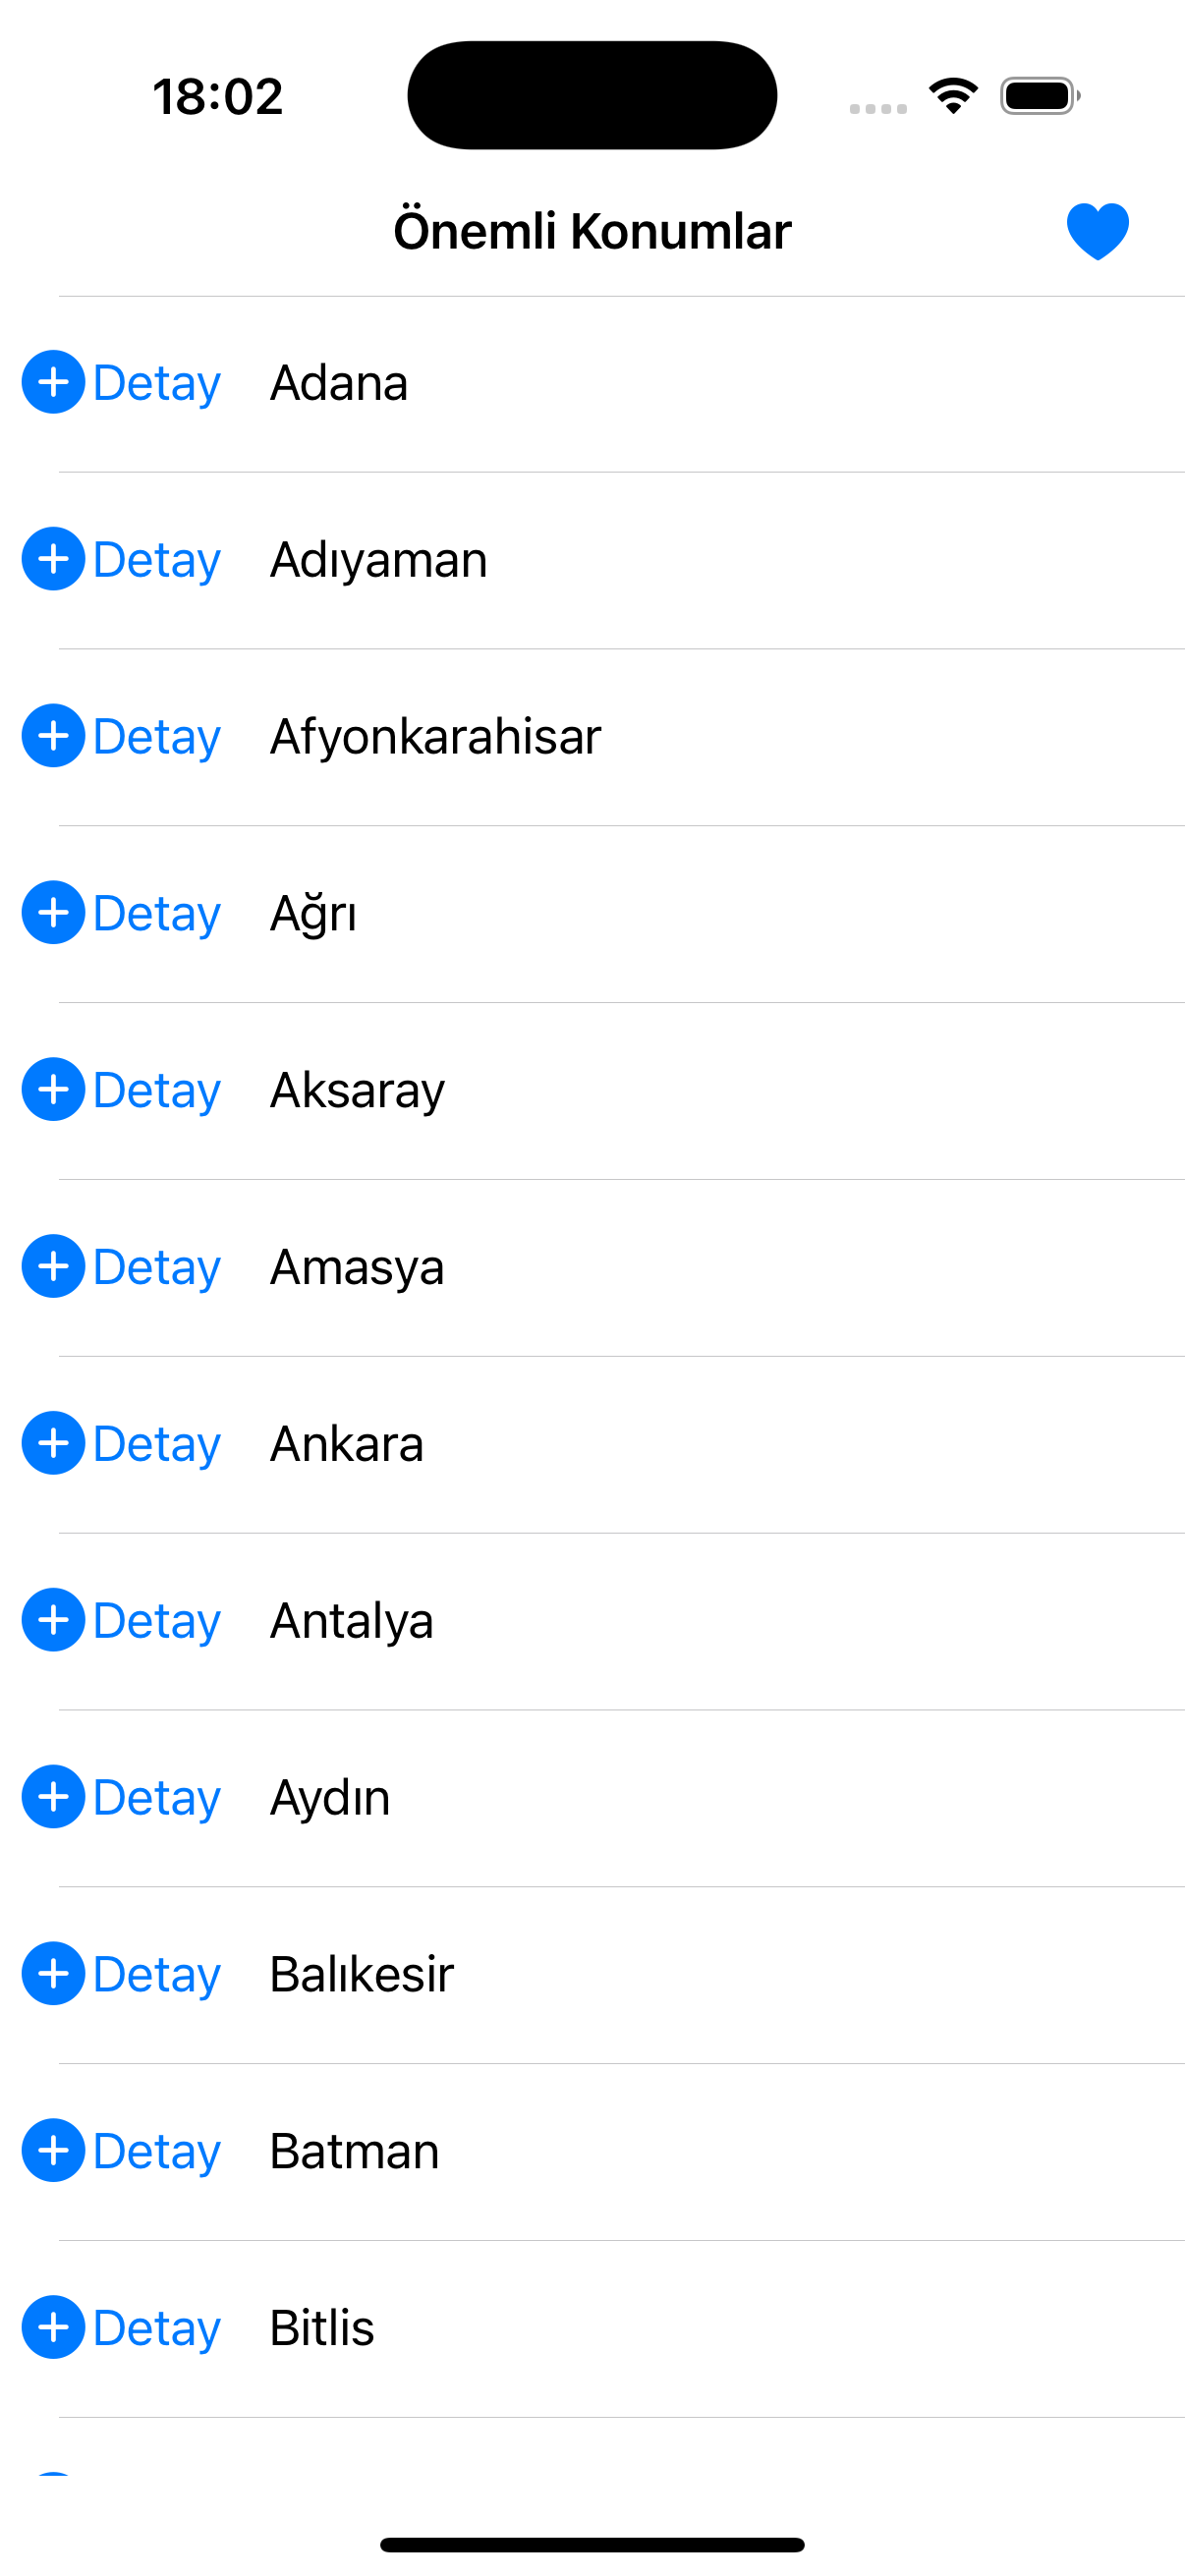 18:02
Önemli Konumlar
Detay Adana
Detay Adıyaman
Detay Afyonkarahisar
Detay Ağrı
Detay Aksaray
Detay Amasya
Detay Ankara
Detay Antalya
Detay Aydın
Detay Balıkesir
Detay Batman
Detay Bitlis